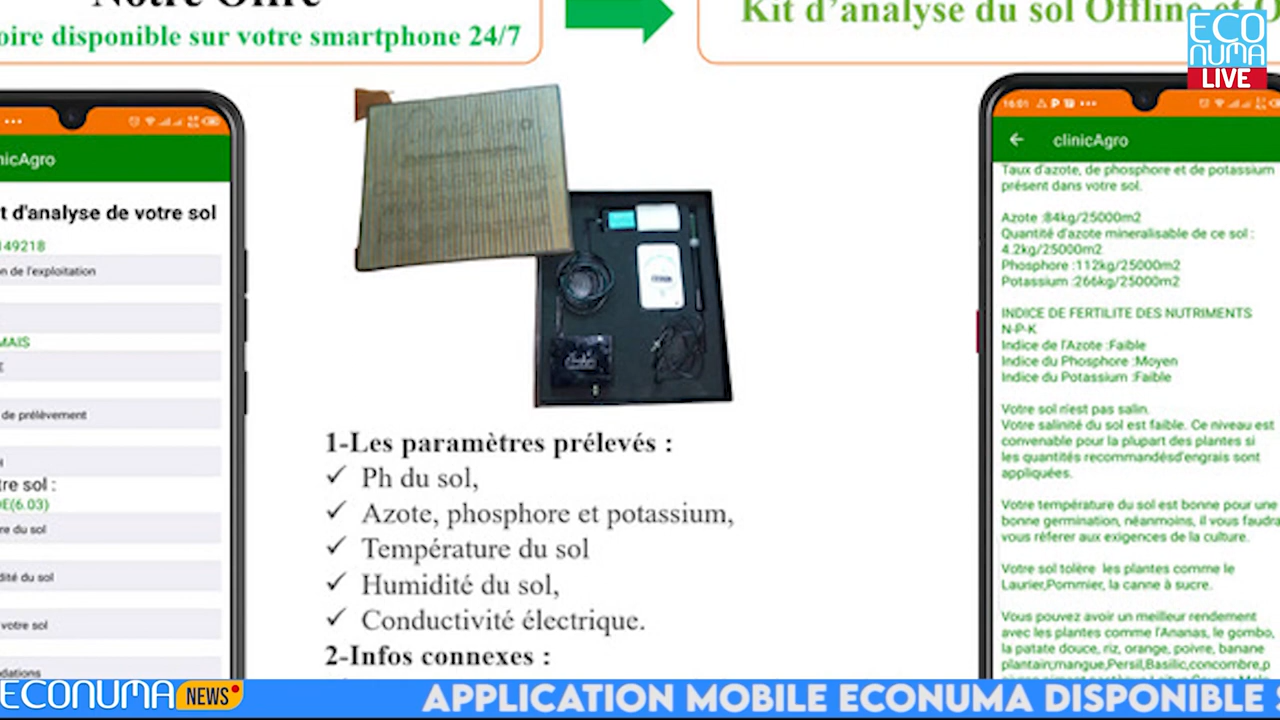 Notre Offre
oire disponible sur votre smartphone 24/7
Kit d'analyse du sol Offline et O
ECO
NUMA
LIVE
nicAgro
t d'analyse de votre sol
149218
n de l'exploitation
MAIS
E
de prélèvement
tre sol :
DE(6.03)
re du sol
dité du sol
votre sol
dations
1-Les paramètres prélevés :
✓ Ph du sol,
✓ Azote, phosphore et potassium,
✓ Température du sol
✓ Humidité du sol,
✓ Conductivité électrique.
2-Infos connexes :
16:01
clinicAgro
Taux d'azote, de phosphore et de potassium
présent dans votre sol.
Azote :84kg/25000m2
Quantité d'azote mineralisable de ce sol :
4.2kg/25000m2
Phosphore :112kg/25000m2
Potassium :266kg/25000m2
INDICE DE FERTILITE DES NUTRIMENTS
N-P-K
Indice de l'Azote :Faible
Indice du Phosphore :Moyen
Indice du Potassium :Faible
Votre sol n'est pas salin.
Votre salinité du sol est faible. Ce niveau est
convenable pour la plupart des plantes si
les quantités recommandésd'engrais sont
appliquées.
Votre température du sol est bonne pour une
bonne germination, néanmoins, il vous faudra
vous réferer aux exigences de la culture.
Votre sol tolère les plantes comme le
Laurier,Pommier, la canne à sucre.
Vous pouvez avoir un meilleur rendement
avec les plantes comme l'Ananas, le gombo,
la patate douce, riz, orange, poivre, banane
plantain,mangue,Persil,Basilic,concombre,p
ECONUMA NEWS
APPLICATION MOBILE ECONUMA DISPONIBLE S